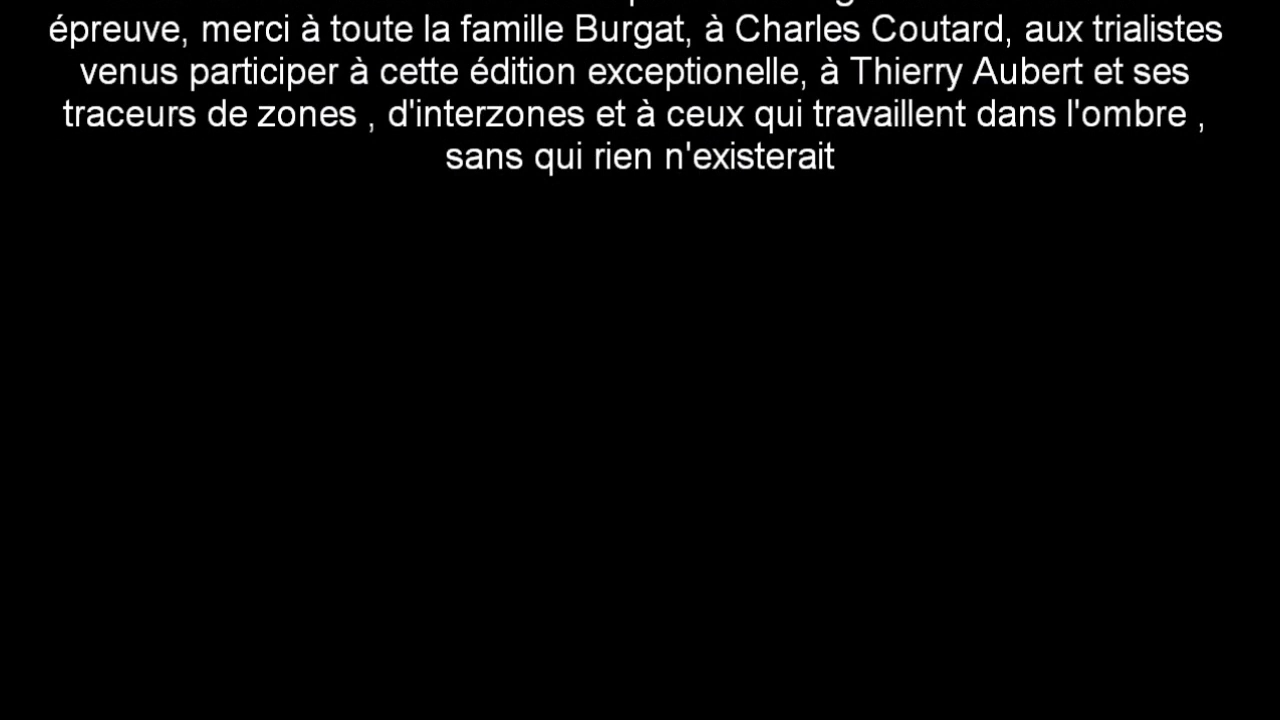 épreuve, merci à toute la famille Burgat, à Charles Coutard, aux trialistes
venus participer à cette édition exceptionelle, à Thierry Aubert et ses
traceurs de zones , d'interzones et à ceux qui travaillent dans l'ombre ,
sans qui rien n'existerait